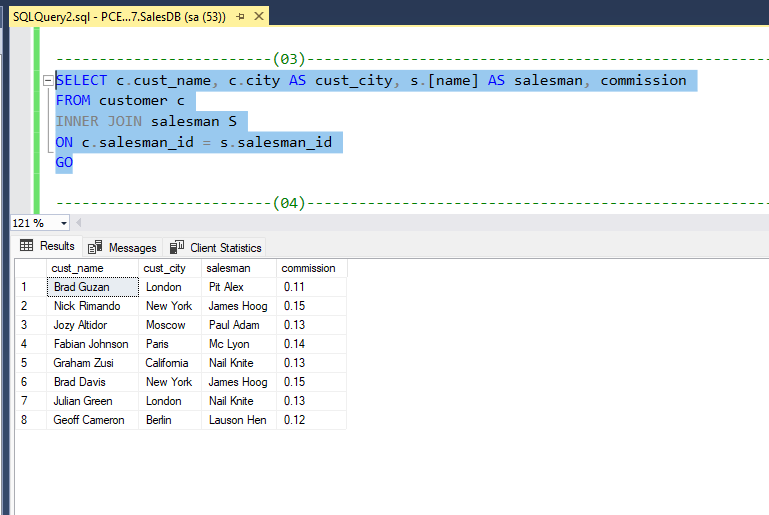 SQLQuery2.sql - PCE...7.SalesDB (sa (53))
(03)
SELECT c.cust_name, c.city AS cust_city, s.[name] AS salesman, commission
FROM customer c
INNER JOIN salesman S
ON c.salesman_id = s.salesman_id
GO
(04)
121 %
Results Messages Client Statistics
cust_name cust_city salesman commission
1 Brad Guzan London Pit Alex 0.11
2 Nick Rimando New York James Hoog 0.15
3 Jozy Altidor Moscow Paul Adam 0.13
4 Fabian Johnson Paris Mc Lyon 0.14
5 Graham Zusi California Nail Knite 0.13
6 Brad Davis New York James Hoog 0.15
7 Julian Green London Nail Knite 0.13
8 Geoff Cameron Berlin Lauson Hen 0.12